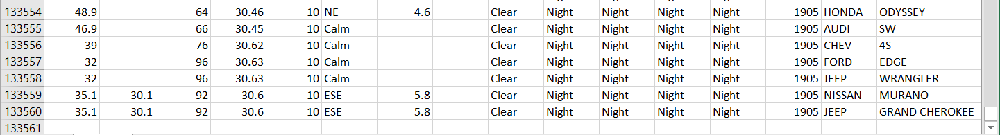 133554 48.9 64 30.46 10 NE 4.6 Clear Night Night Night Night 1905 HONDA ODYSSEY
133555 46.9 66 30.45 10 Calm Clear Night Night Night Night 1905 AUDI SW
133556 39 76 30.62 10 Calm Clear Night Night Night Night 1905 CHEV 4S
133557 32 96 30.63 10 Calm Clear Night Night Night Night 1905 FORD EDGE
133558 32 96 30.63 10 Calm Clear Night Night Night Night 1905 JEEP WRANGLER
133559 35.1 30.1 92 30.6 10 ESE 5.8 Clear Night Night Night Night 1905 NISSAN MURANO
133560 35.1 30.1 92 30.6 10 ESE 5.8 Clear Night Night Night Night 1905 JEEP GRAND CHEROKEE
133561